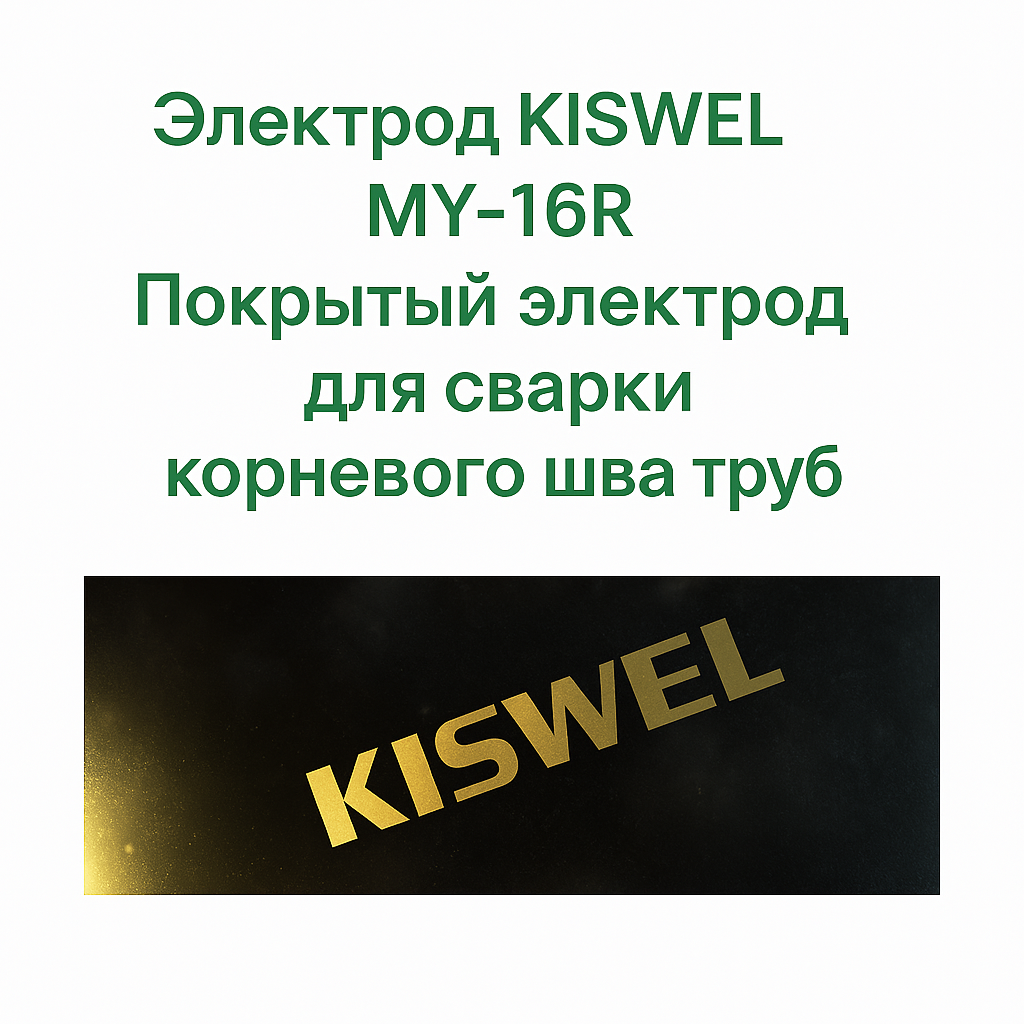 Электрод KISWEL
MY-16R
Покрытый электрод
для сварки
корневого шва труб
KISWEL